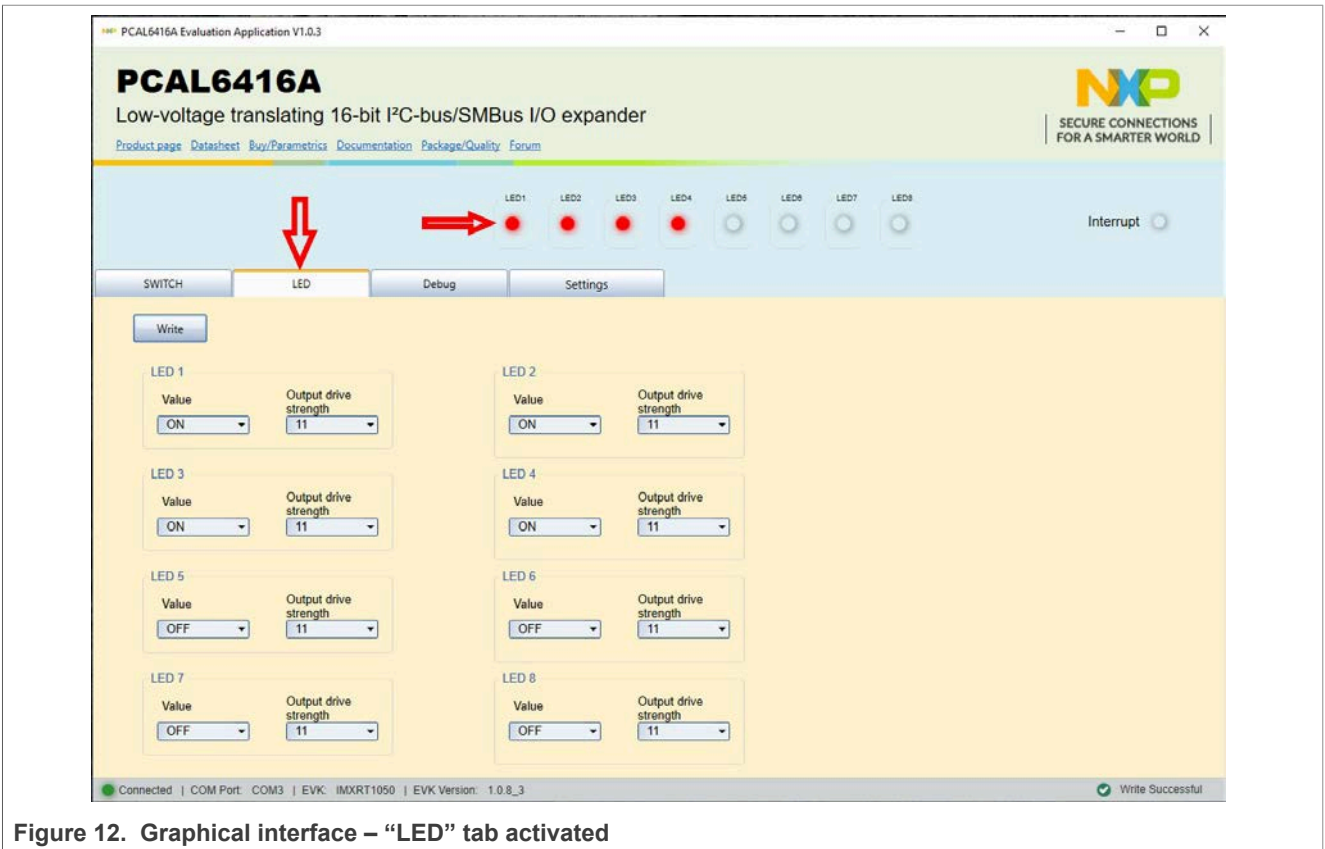 PCAL6416A Evaluation Application V1.0.3
PCAL6416A
Low-voltage translating 16-bit I²C-bus/SMBus I/O expander
Product page Datasheet Buy/Parametrics Documentation Package/Quality Forum
NXP
SECURE CONNECTIONS
FOR A SMARTER WORLD
LED1 LED2 LED3 LED4 LED5 LED6 LED7 LED8
Interrupt
SWITCH LED Debug Settings
Write
LED 1 LED 2
Value Output drive strength Value Output drive strength
ON 11 ON 11
LED 3 LED 4
Value Output drive strength Value Output drive strength
ON 11 ON 11
LED 5 LED 6
Value Output drive strength Value Output drive strength
OFF 11 OFF 11
LED 7 LED 8
Value Output drive strength Value Output drive strength
OFF 11 OFF 11
Connected | COM Port: COM3 | EVK: IMXRT1050 | EVK Version: 1.0.8_3 Write Successful
Figure 12. Graphical interface – “LED” tab activated